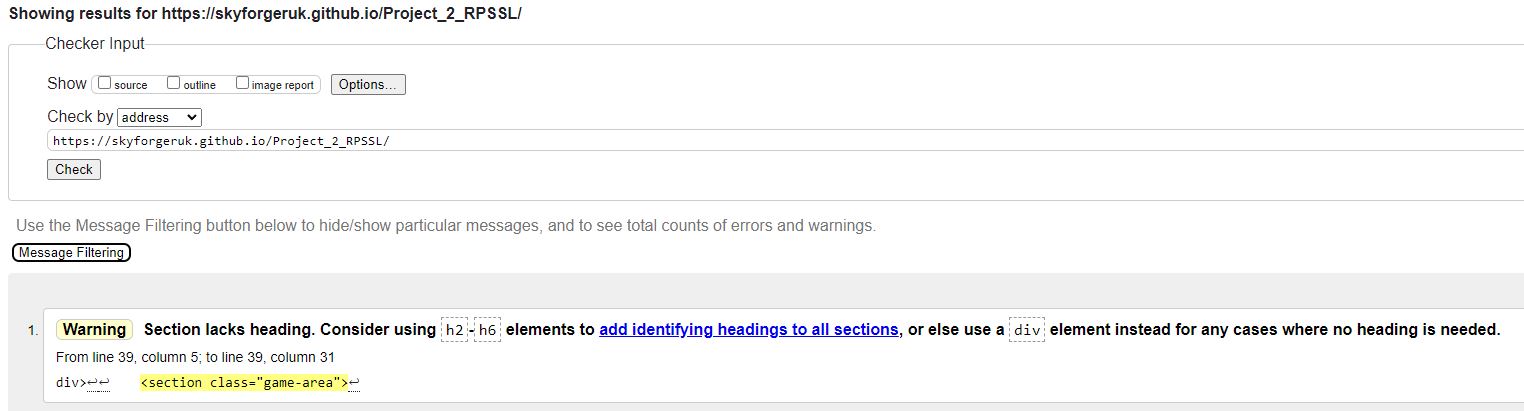 Showing results for https://skyforgeruk.github.io/Project_2_RPSSL/
Checker Input
Show source outline image report Options...
Check by address
https://skyforgeruk.github.io/Project_2_RPSSL/
Check
Use the Message Filtering button below to hide/show particular messages, and to see total counts of errors and warnings.
Message Filtering
1. Warning Section lacks heading. Consider using h2-h6 elements to add identifying headings to all sections, or else use a div element instead for any cases where no heading is needed.
From line 39, column 5; to line 39, column 31
div>↩↩ <section class="game-area">↩